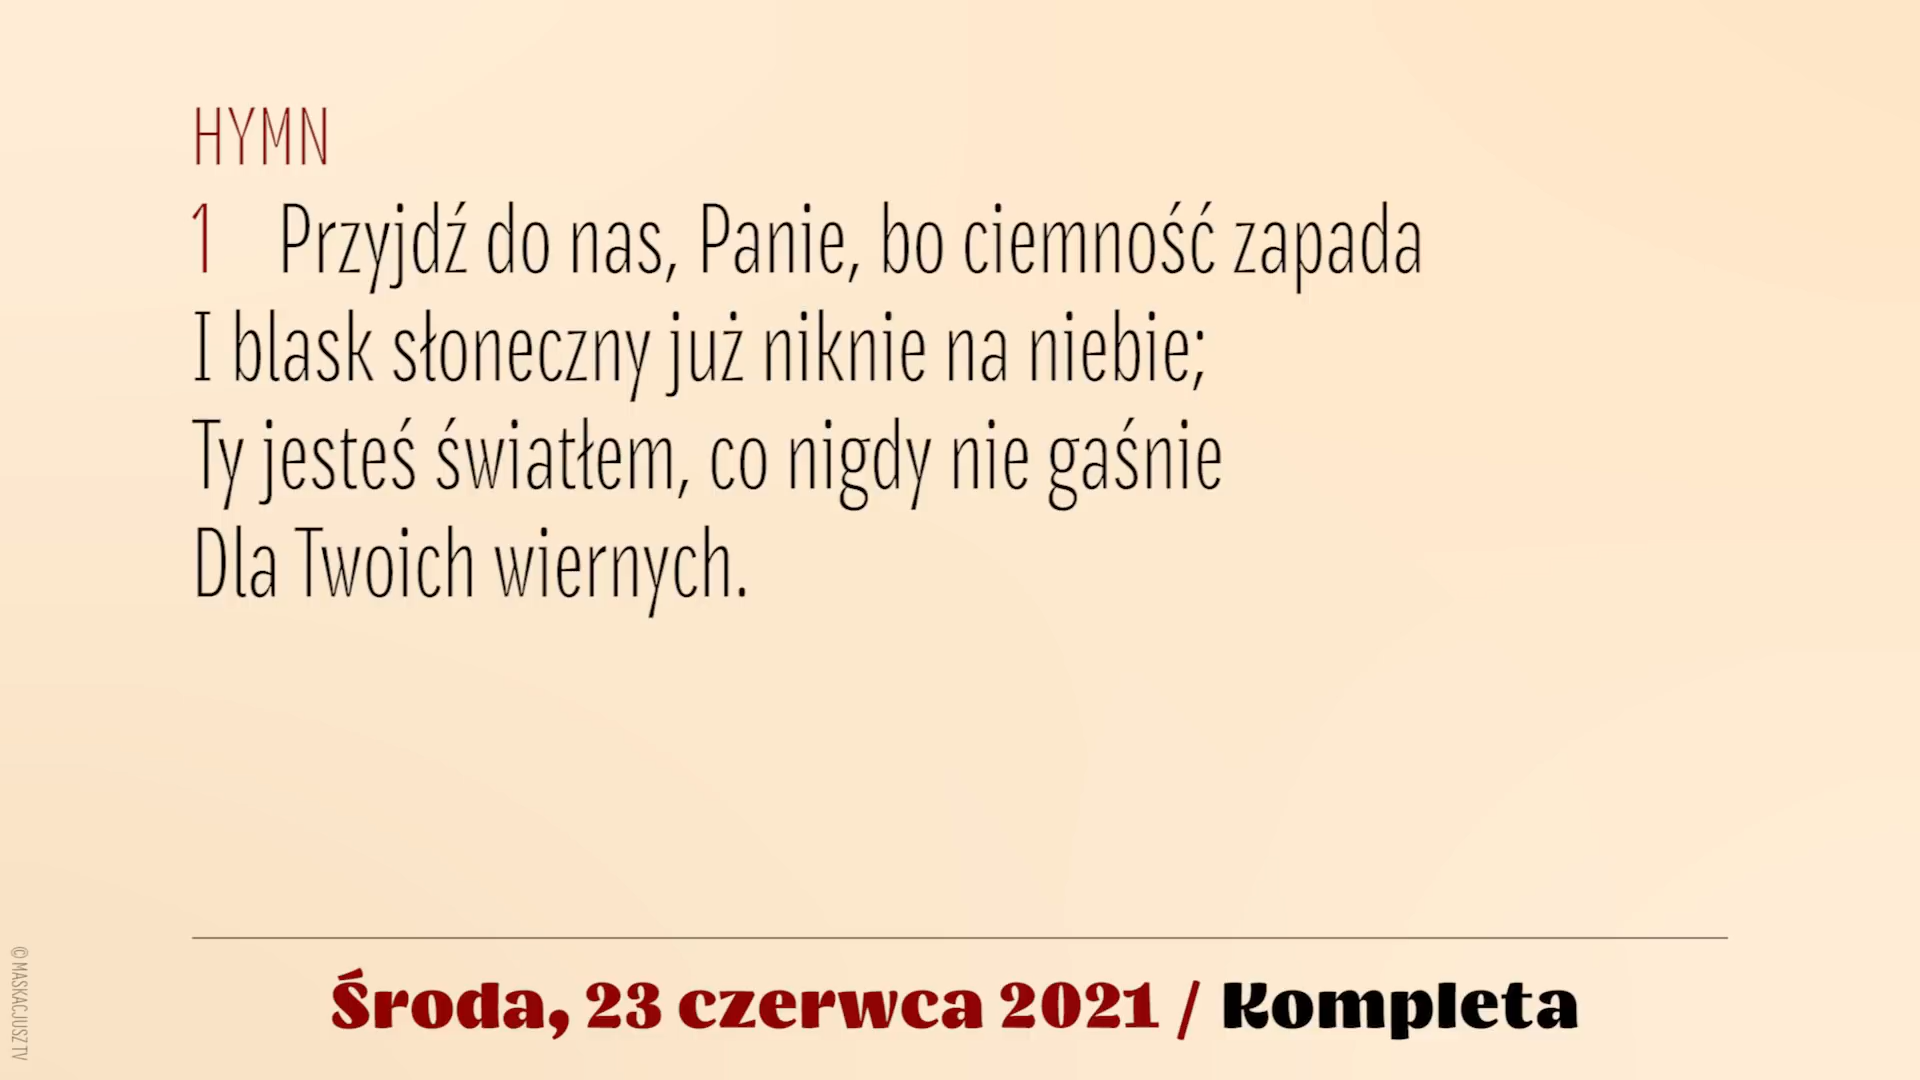 HYMN
1 Przyjdź do nas, Panie, bo ciemność zapada
I blask słoneczny już niknie na niebie;
Ty jesteś światłem, co nigdy nie gaśnie
Dla Twoich wiernych.
Środa, 23 czerwca 2021 / Kompleta
© MASKACJUSZ TV